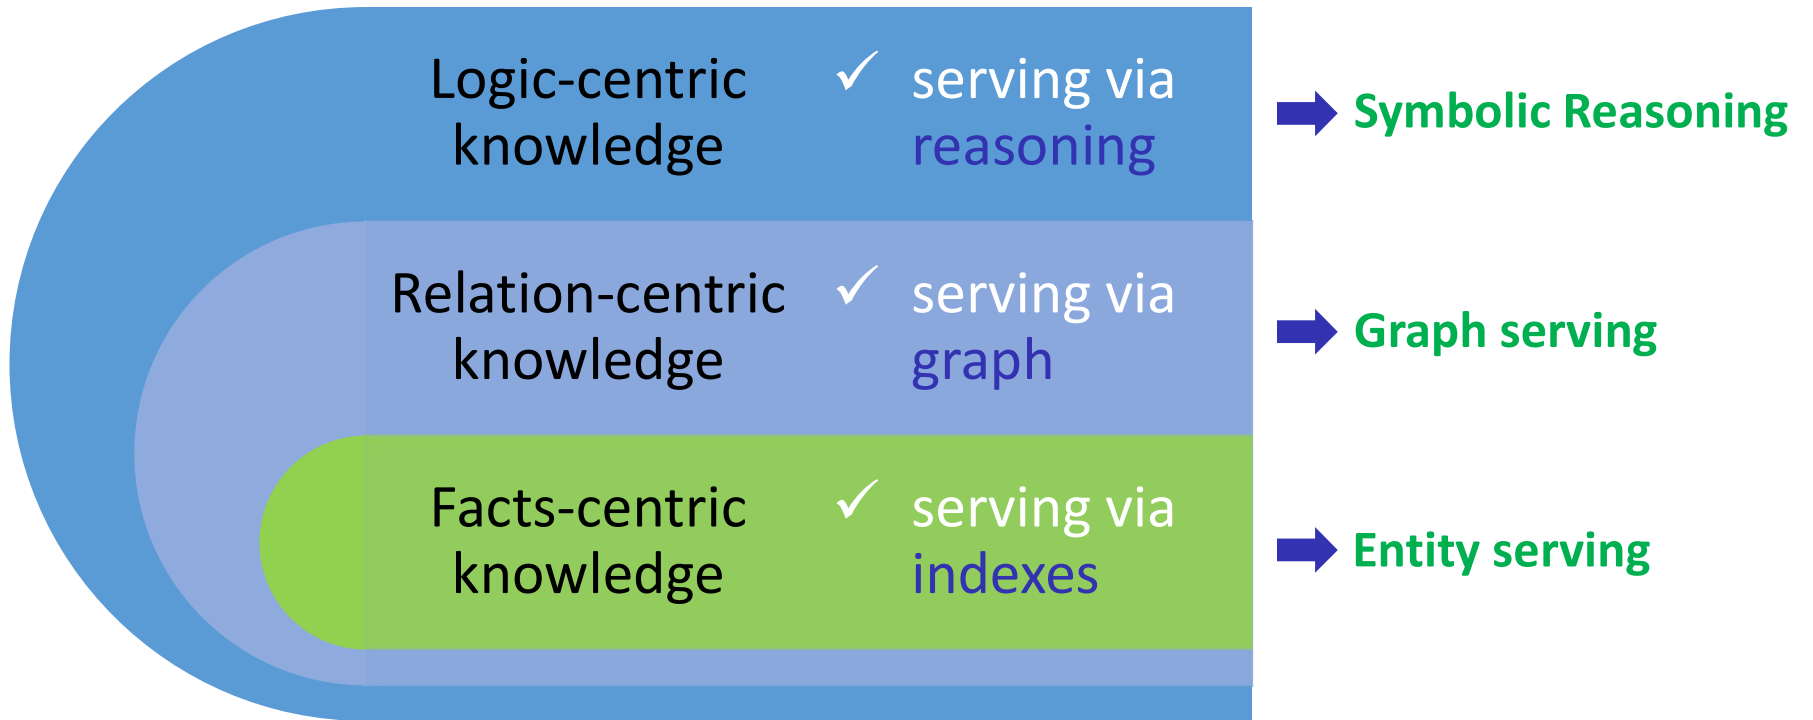 Logic-centric
knowledge
✓ serving via
reasoning
Symbolic Reasoning
Relation-centric
knowledge
✓ serving via
graph
Graph serving
Facts-centric
knowledge
✓ serving via
indexes
Entity serving